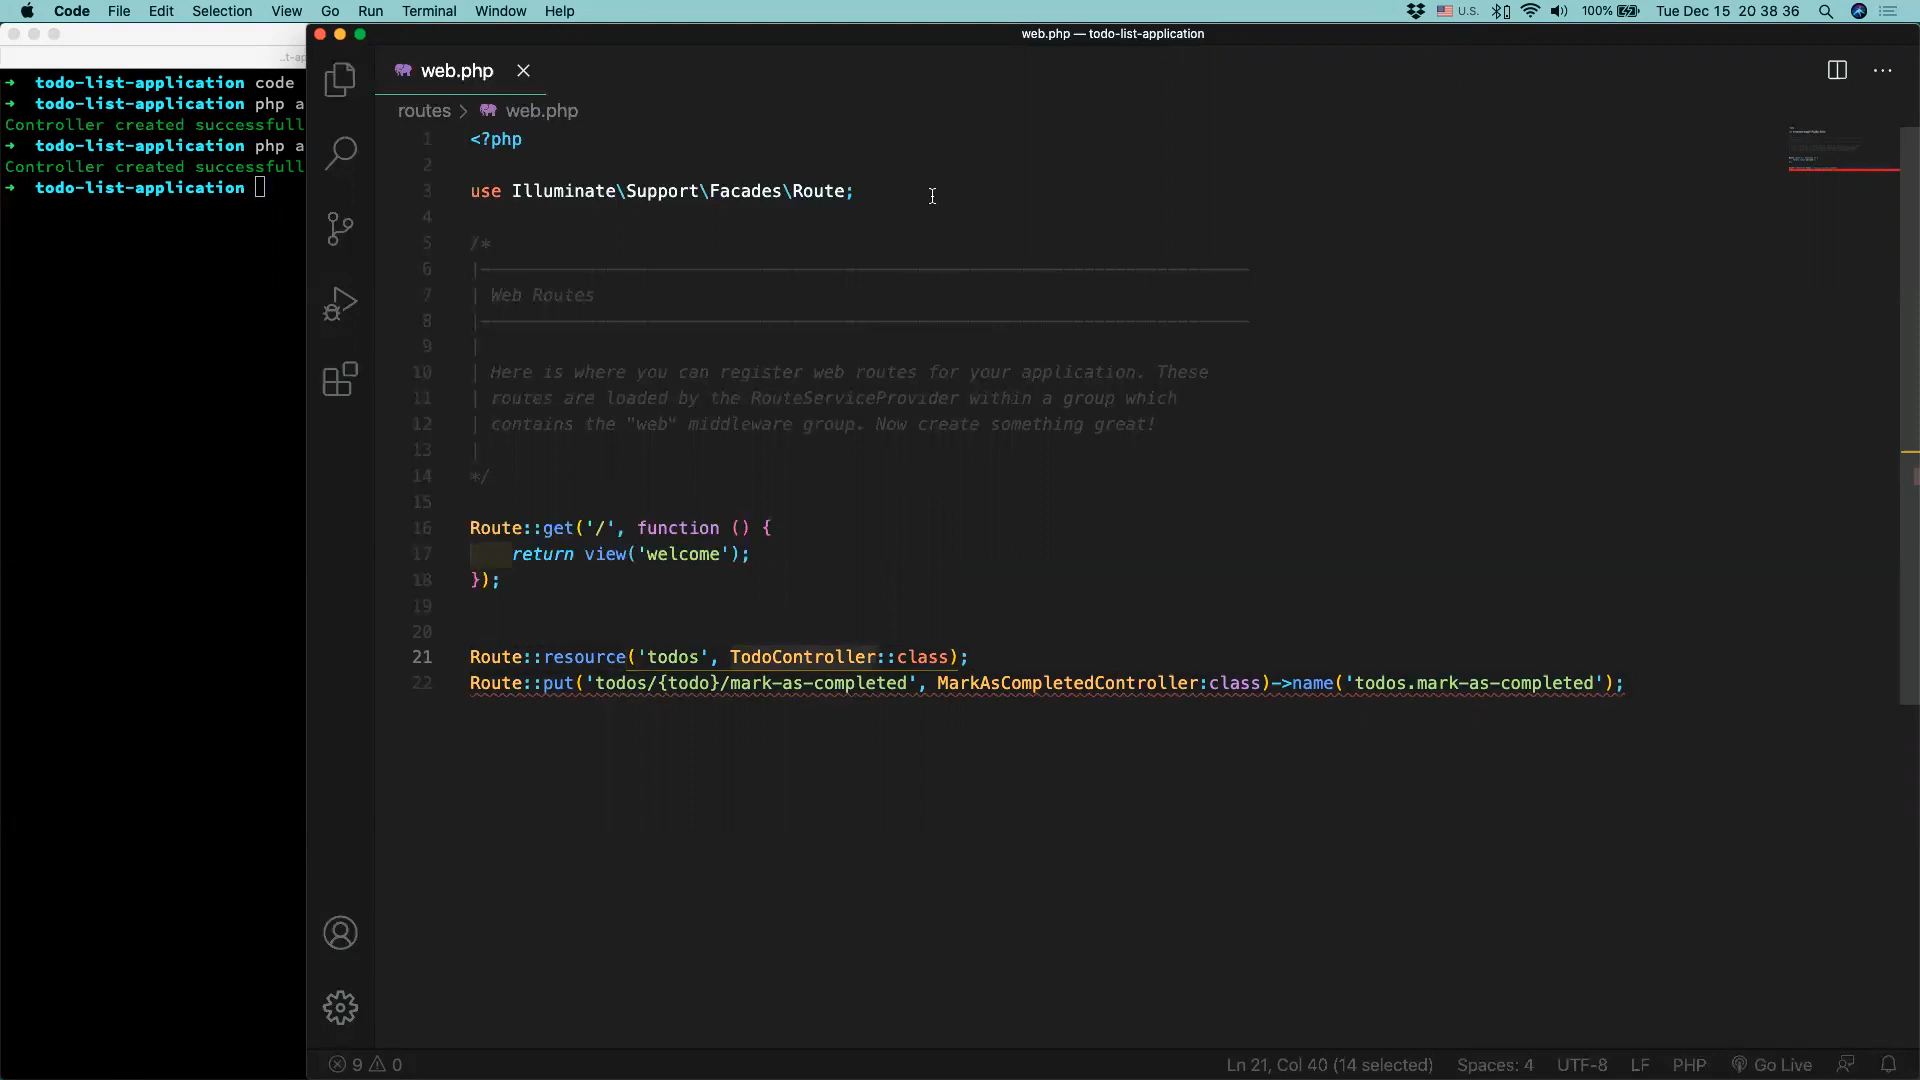 Code File Edit Selection View Go Run Terminal Window Help
U.S. 100% Tue Dec 15 20 38 36
web.php — todo-list-application
..t-ap
➜ todo-list-application code
➜ todo-list-application php a
Controller created successfull
➜ todo-list-application php a
Controller created successfull
➜ todo-list-application
web.php
routes > web.php
1 <?php
2
3 use Illuminate\Support\Facades\Route;
4
5 /*
6 |--------------------------------------------------------------------------
7 | Web Routes
8 |--------------------------------------------------------------------------
9 |
10 | Here is where you can register web routes for your application. These
11 | routes are loaded by the RouteServiceProvider within a group which
12 | contains the "web" middleware group. Now create something great!
13 |
14 */
15
16 Route::get('/', function () {
17 return view('welcome');
18 });
19
20
21 Route::resource('todos', TodoController::class);
22 Route::put('todos/{todo}/mark-as-completed', MarkAsCompletedController:class)->name('todos.mark-as-completed');
9 0 Ln 21, Col 40 (14 selected) Spaces: 4 UTF-8 LF PHP Go Live